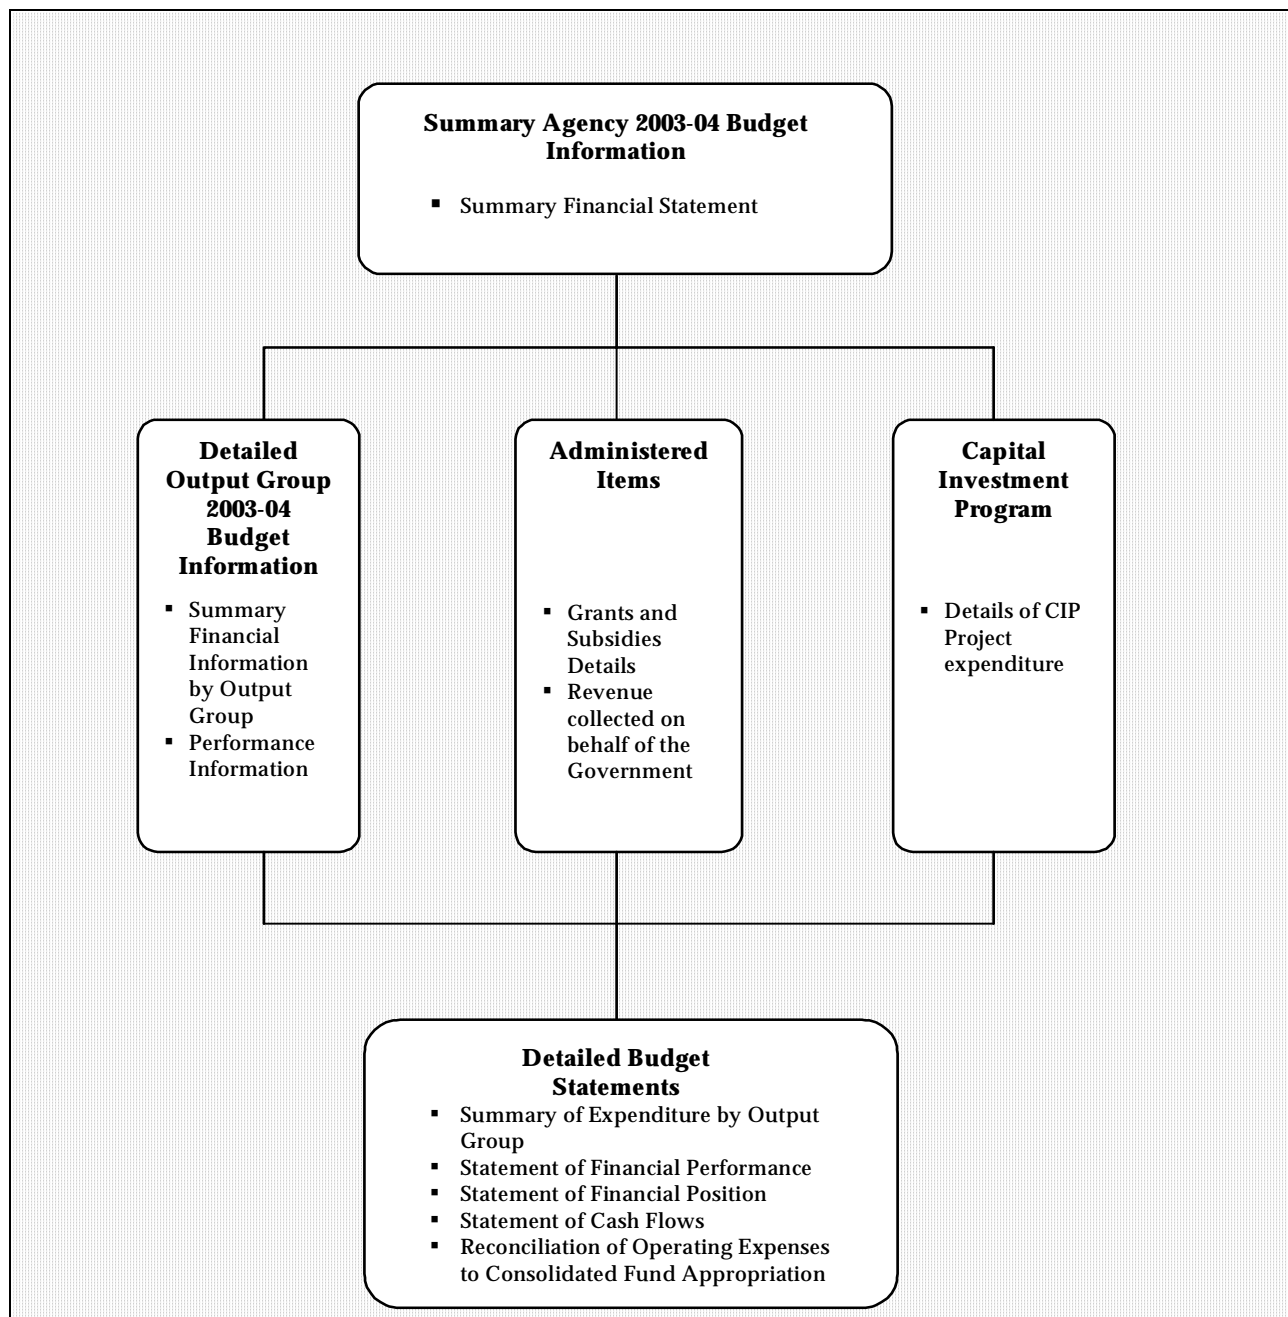 Summary Agency 2003-04 Budget
Information
▪ Summary Financial Statement
Detailed
Output Group
2003-04
Budget
Information
▪ Summary
Financial
Information
by Output
Group
▪ Performance
Information
Administered
Items
▪ Grants and
Subsidies
Details
▪ Revenue
collected on
behalf of the
Government
Capital
Investment
Program
▪ Details of CIP
Project
expenditure
Detailed Budget
Statements
▪ Summary of Expenditure by Output
Group
▪ Statement of Financial Performance
▪ Statement of Financial Position
▪ Statement of Cash Flows
▪ Reconciliation of Operating Expenses
to Consolidated Fund Appropriation